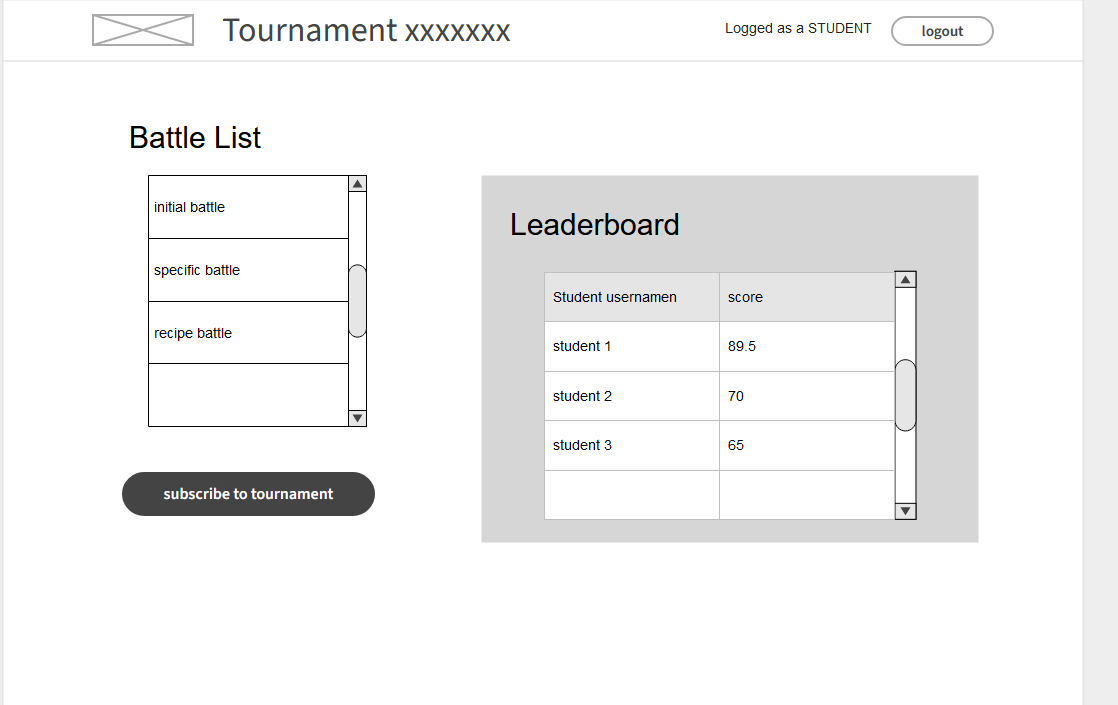 Tournament xxxxxxx
Logged as a STUDENT
logout
Battle List
initial battle
specific battle
recipe battle
subscribe to tournament
Leaderboard
Student usernamen score
student 1 89.5
student 2 70
student 3 65